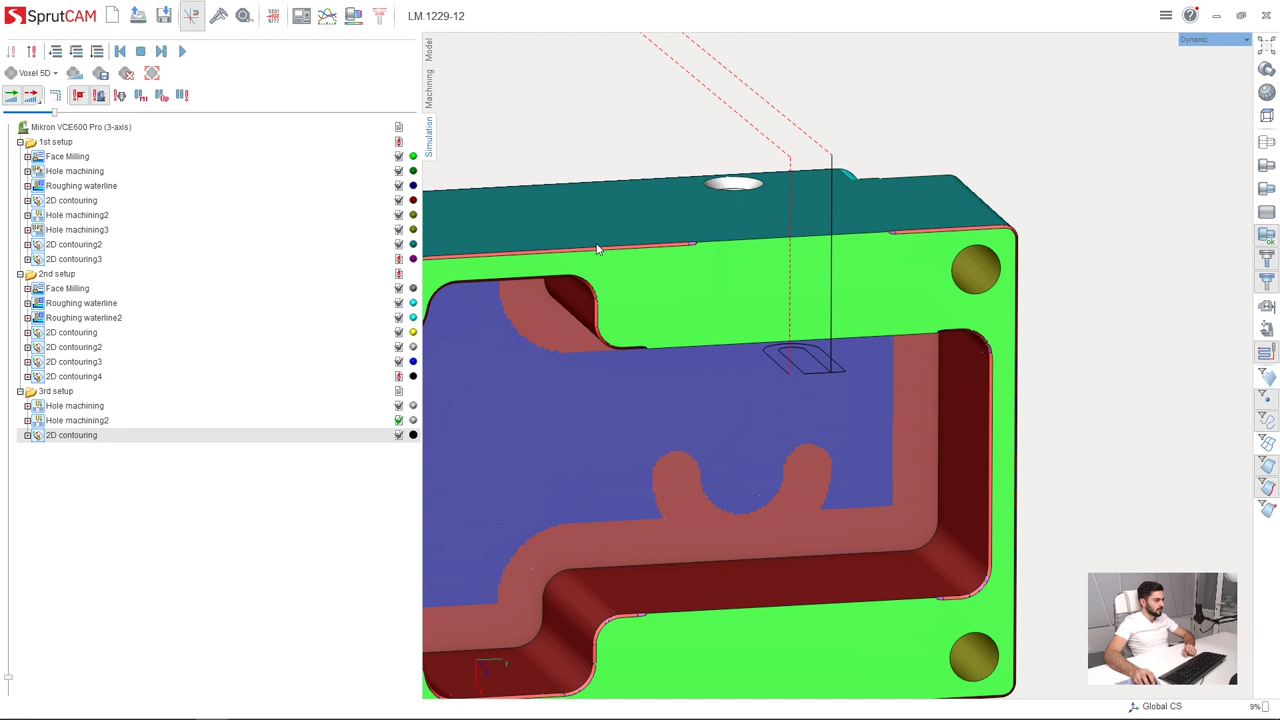 SprutCAM
LM.1229-12
Dynamic
Voxel 5D
Model
Machining
Simulation
Mikron VCE600 Pro (3-axis)
1st setup
Face Milling
Hole machining
Roughing waterline
2D contouring
Hole machining2
Hole machining3
2D contouring2
2D contouring3
2nd setup
Face Milling
Roughing waterline
Roughing waterline2
2D contouring
2D contouring2
2D contouring3
2D contouring4
3rd setup
Hole machining
Hole machining2
2D contouring
Y
Global CS
9%